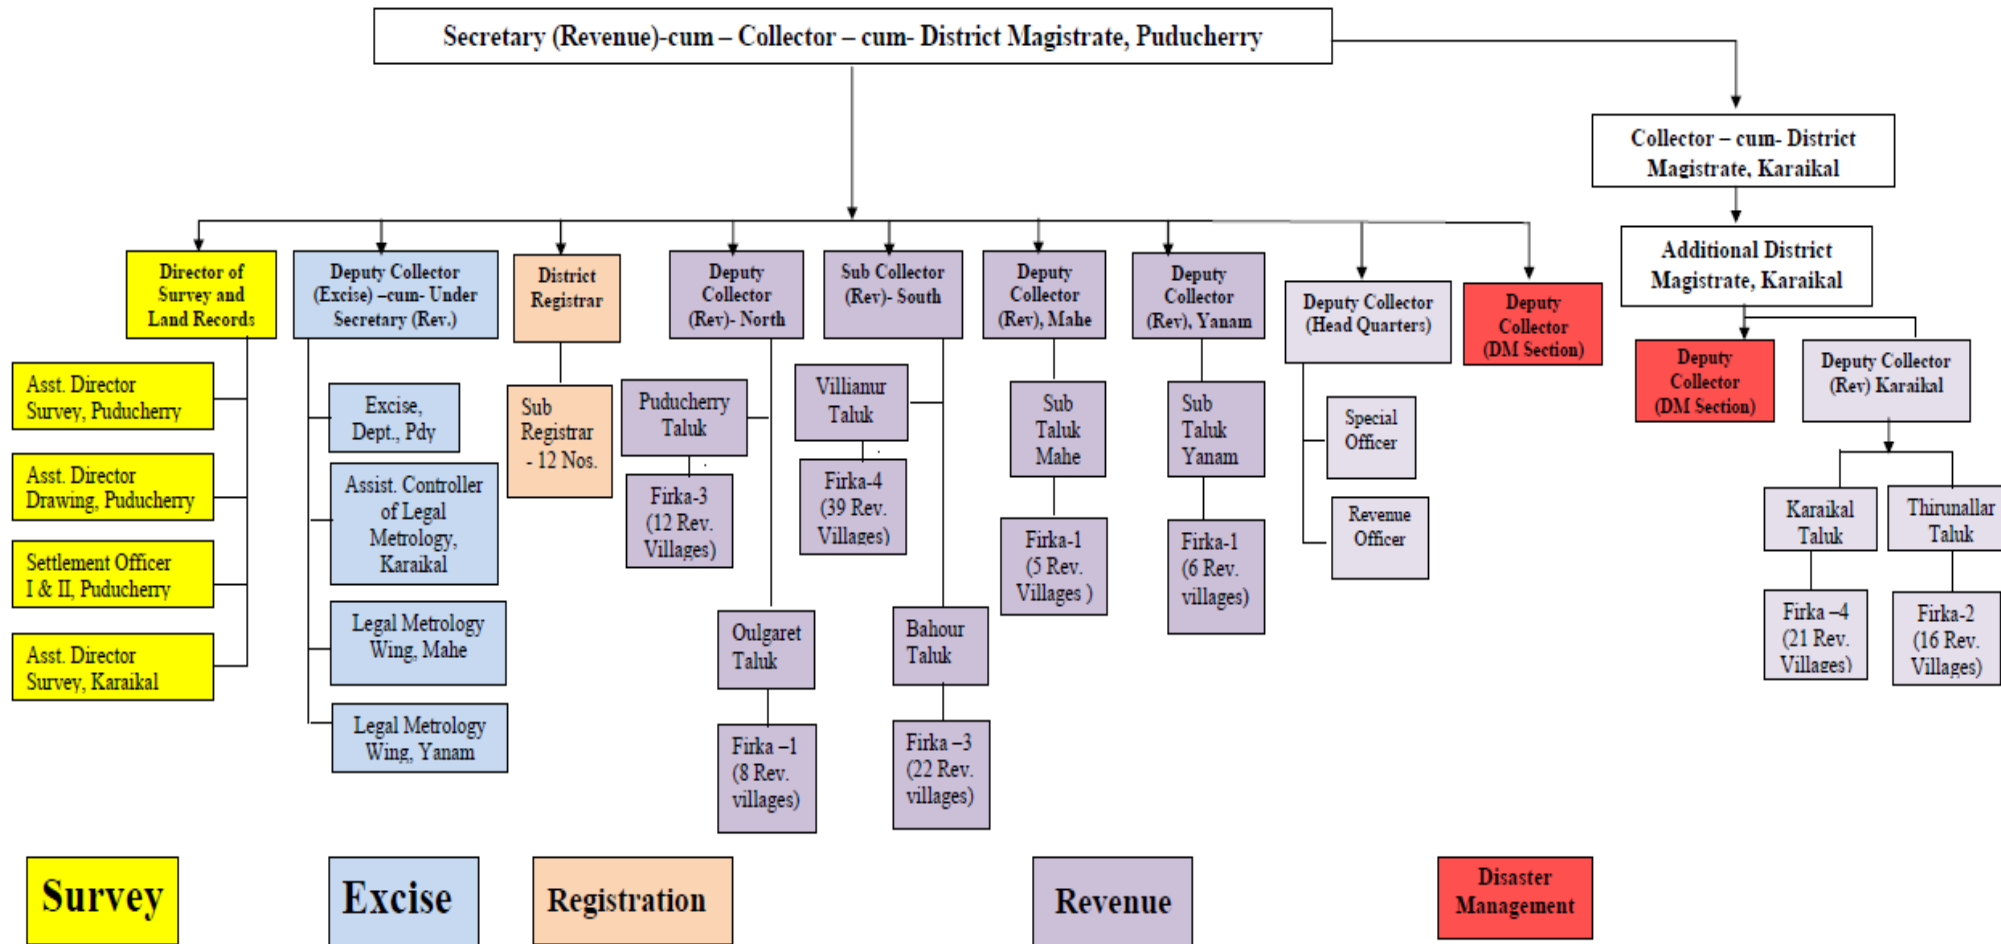 Secretary (Revenue)-cum – Collector – cum- District Magistrate, Puducherry
Collector – cum- District
Magistrate, Karaikal
Additional District
Magistrate, Karaikal
Director of
Survey and
Land Records
Deputy Collector
(Excise) –cum- Under
Secretary (Rev.)
District
Registrar
Deputy
Collector
(Rev)- North
Sub Collector
(Rev)- South
Deputy
Collector
(Rev), Mahe
Deputy
Collector
(Rev), Yanam
Deputy Collector
(Head Quarters)
Deputy
Collector
(DM Section)
Deputy
Collector
(DM Section)
Deputy Collector
(Rev) Karaikal
Asst. Director
Survey, Puducherry
Asst. Director
Drawing, Puducherry
Settlement Officer
I & II, Puducherry
Asst. Director
Survey, Karaikal
Excise,
Dept., Pdy
Assist. Controller
of Legal
Metrology,
Karaikal
Legal Metrology
Wing, Mahe
Legal Metrology
Wing, Yanam
Sub
Registrar
- 12 Nos.
Puducherry
Taluk
Firka-3
(12 Rev.
Villages)
Oulgaret
Taluk
Firka –1
(8 Rev.
villages)
Villianur
Taluk
Firka-4
(39 Rev.
Villages)
Bahour
Taluk
Firka –3
(22 Rev.
villages)
Sub
Taluk
Mahe
Firka-1
(5 Rev.
Villages )
Sub
Taluk
Yanam
Firka-1
(6 Rev.
villages)
Special
Officer
Revenue
Officer
Karaikal
Taluk
Firka –4
(21 Rev.
Villages)
Thirunallar
Taluk
Firka-2
(16 Rev.
Villages)
Survey
Excise
Registration
Revenue
Disaster
Management